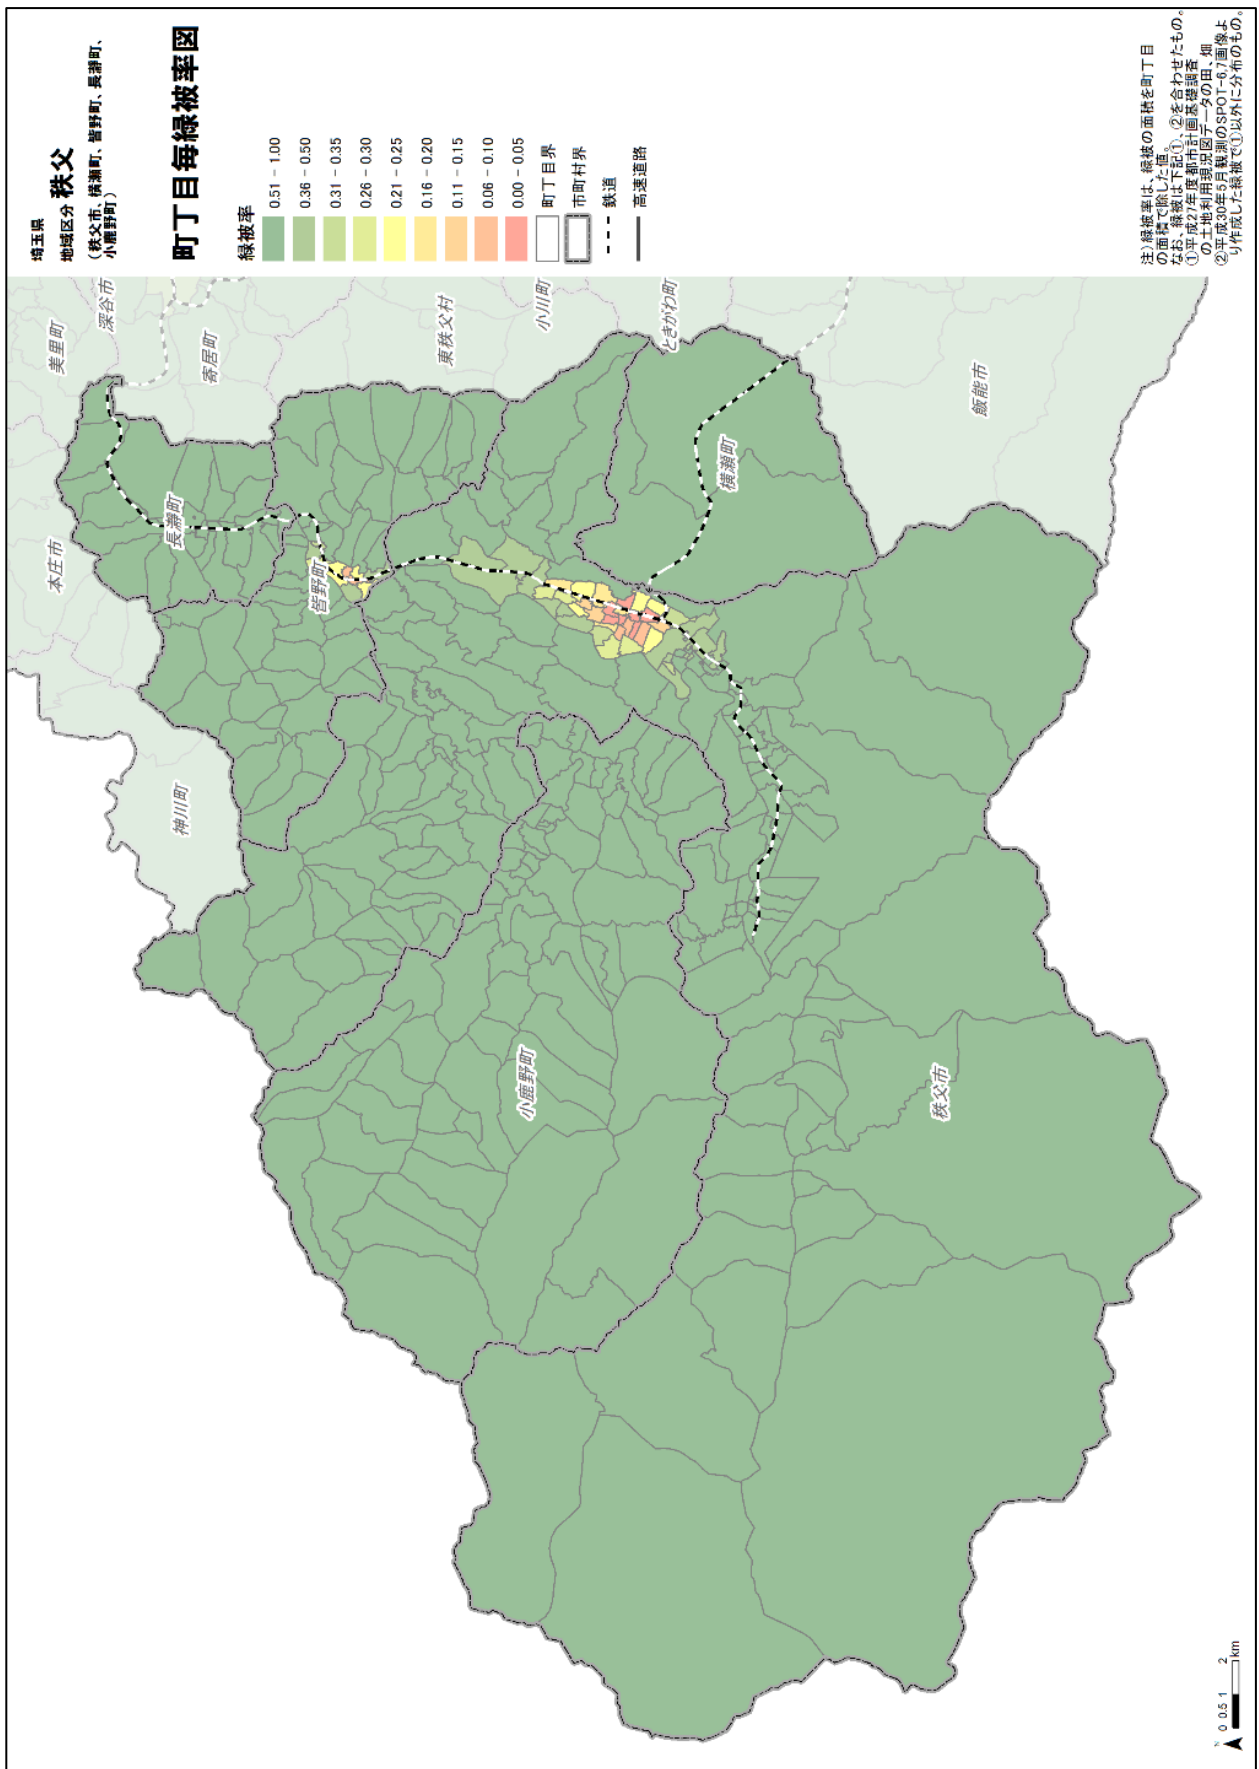 埼玉県
地域区分 秩父
（秩父市、横瀬町、皆野町、長瀞町、
小鹿野町）
町丁目毎緑被率図
緑被率
0.51 - 1.00
0.36 - 0.50
0.31 - 0.35
0.26 - 0.30
0.21 - 0.25
0.16 - 0.20
0.11 - 0.15
0.06 - 0.10
0.00 - 0.05
町丁目界
市町村界
鉄道
高速道路
注）緑被率は、緑被の面積を町丁目
の面積で除した値。
なお、緑被は下記①、②を合わせたもの。
①平成27年度都市計画基礎調査
の土地利用現況図データの田、畑
②平成30年5月観測のSPOT-6,7画像よ
り作成した緑被で①以外に分布のもの。
美里町
深谷市
寄居町
本庄市
長瀞町
東秩父村
小川町
ときがわ町
皆野町
神川町
横瀬町
飯能市
小鹿野町
秩父市
N
0 0.5 1 2
km